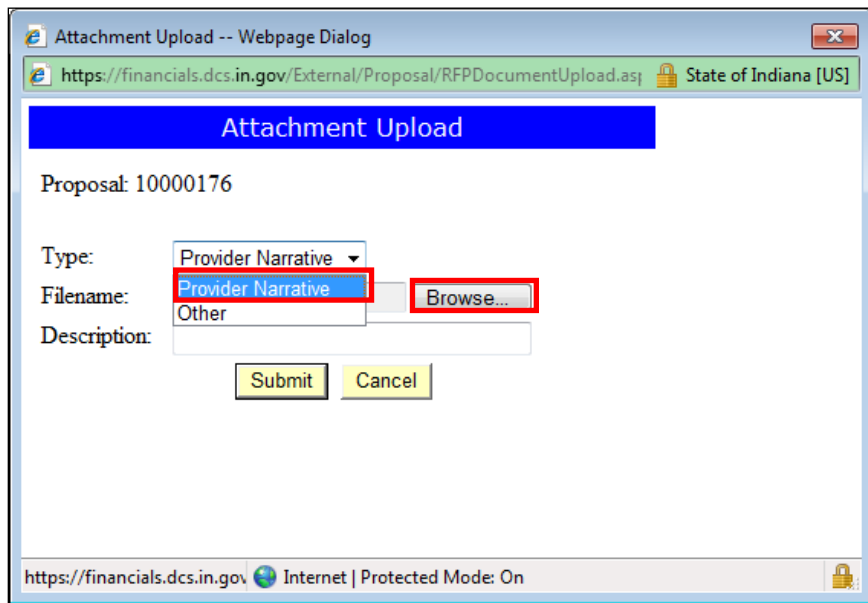 Attachment Upload -- Webpage Dialog
https://financials.dcs.in.gov/External/Proposal/RFPDocumentUpload.asp State of Indiana [US]
Attachment Upload
Proposal: 10000176
Type: Provider Narrative
Provider Narrative
Filename: Browse...
Other
Description:
Submit Cancel
https://financials.dcs.in.gov Internet | Protected Mode: On